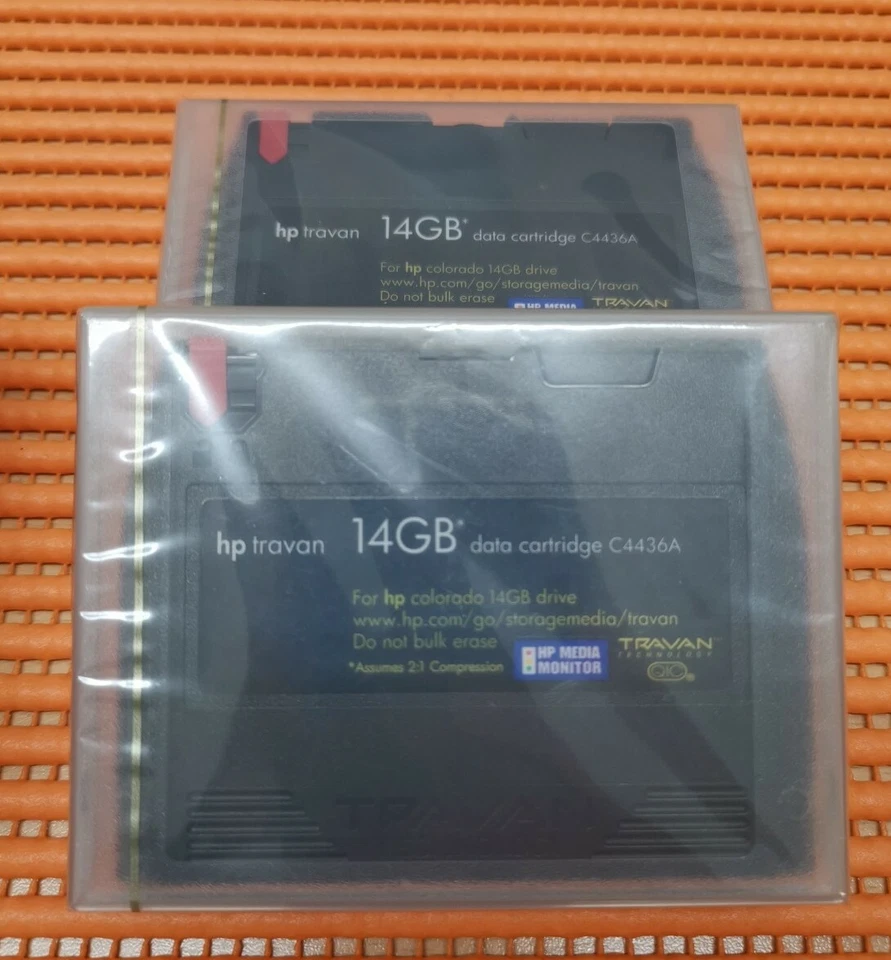 hp travan 14GB* data cartridge C4436A
For hp colorado 14GB drive
www.hp.com/go/storagemedia/travan
Do not bulk erase
HP MEDIA
TRAVAN
hp travan 14GB* data cartridge C4436A
For hp colorado 14GB drive
www.hp.com/go/storagemedia/travan
Do not bulk erase
*Assumes 2:1 Compression
HP MEDIA
MONITOR
TRAVAN™
TECHNOLOGY
QIC®
TRAVAN